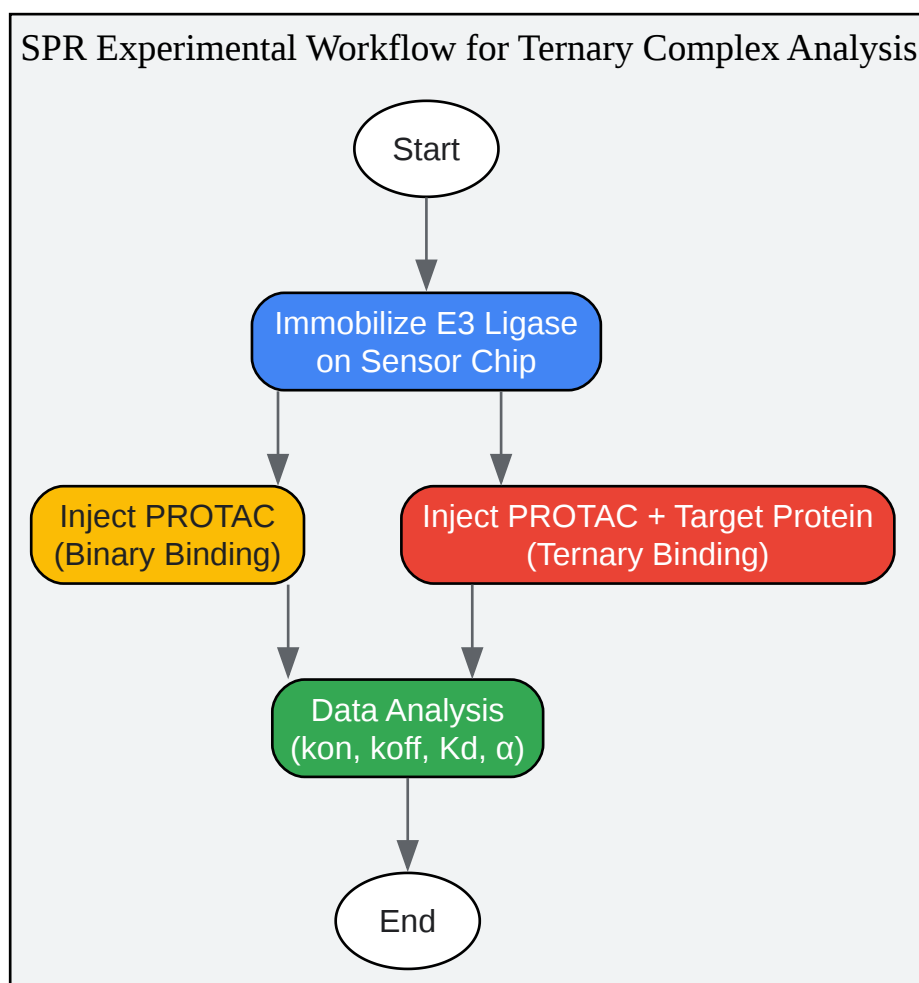 SPR Experimental Workflow for Ternary Complex Analysis
Start
Immobilize E3 Ligase
on Sensor Chip
Inject PROTAC
(Binary Binding)
Inject PROTAC + Target Protein
(Ternary Binding)
Data Analysis
(kon, koff, Kd, α)
End